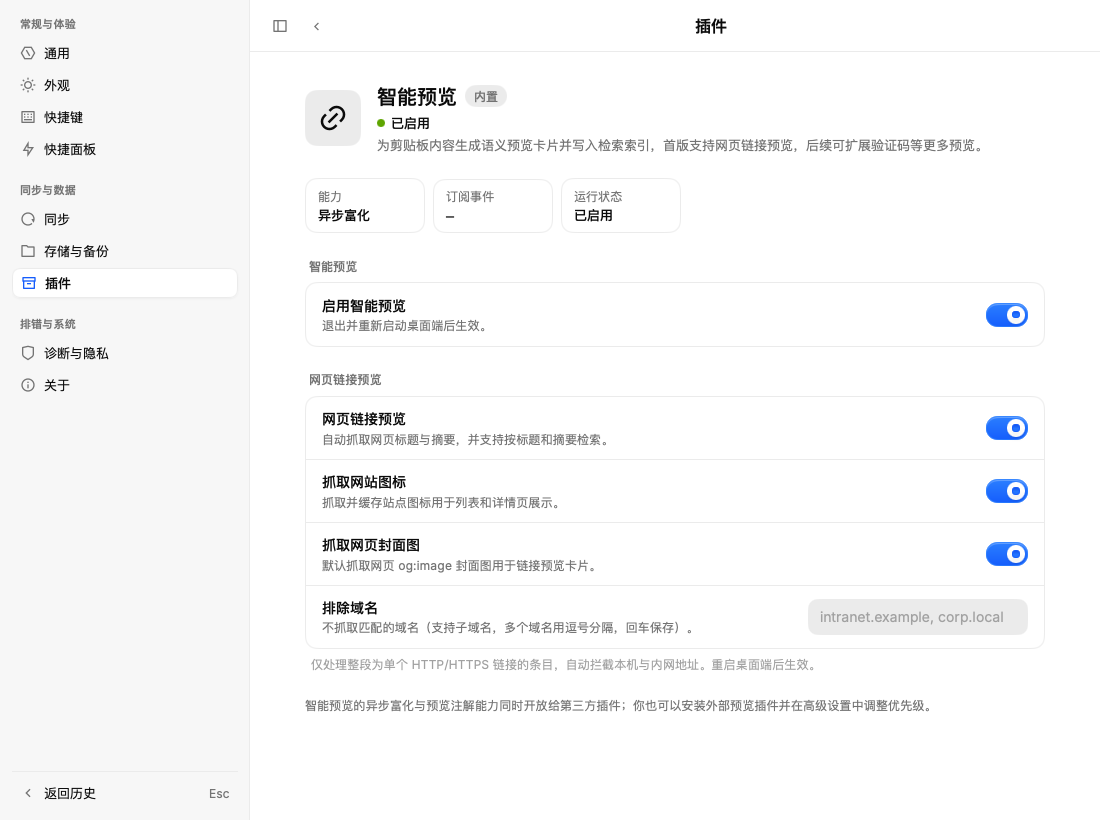 常规与体验
通用
外观
快捷键
快捷面板
同步与数据
同步
存储与备份
插件
排错与系统
诊断与隐私
关于
返回历史
Esc
插件
智能预览
内置
已启用
为剪贴板内容生成语义预览卡片并写入检索索引，首版支持网页链接预览，后续可扩展验证码等更多预览。
能力
异步富化
订阅事件
–
运行状态
已启用
智能预览
启用智能预览
退出并重新启动桌面端后生效。
网页链接预览
网页链接预览
自动抓取网页标题与摘要，并支持按标题和摘要检索。
抓取网站图标
抓取并缓存站点图标用于列表和详情页展示。
抓取网页封面图
默认抓取网页 og:image 封面图用于链接预览卡片。
排除域名
不抓取匹配的域名（支持子域名，多个域名用逗号分隔，回车保存）。
intranet.example, corp.local
仅处理整段为单个 HTTP/HTTPS 链接的条目，自动拦截本机与内网地址。重启桌面端后生效。
智能预览的异步富化与预览注解能力同时开放给第三方插件；你也可以安装外部预览插件并在高级设置中调整优先级。